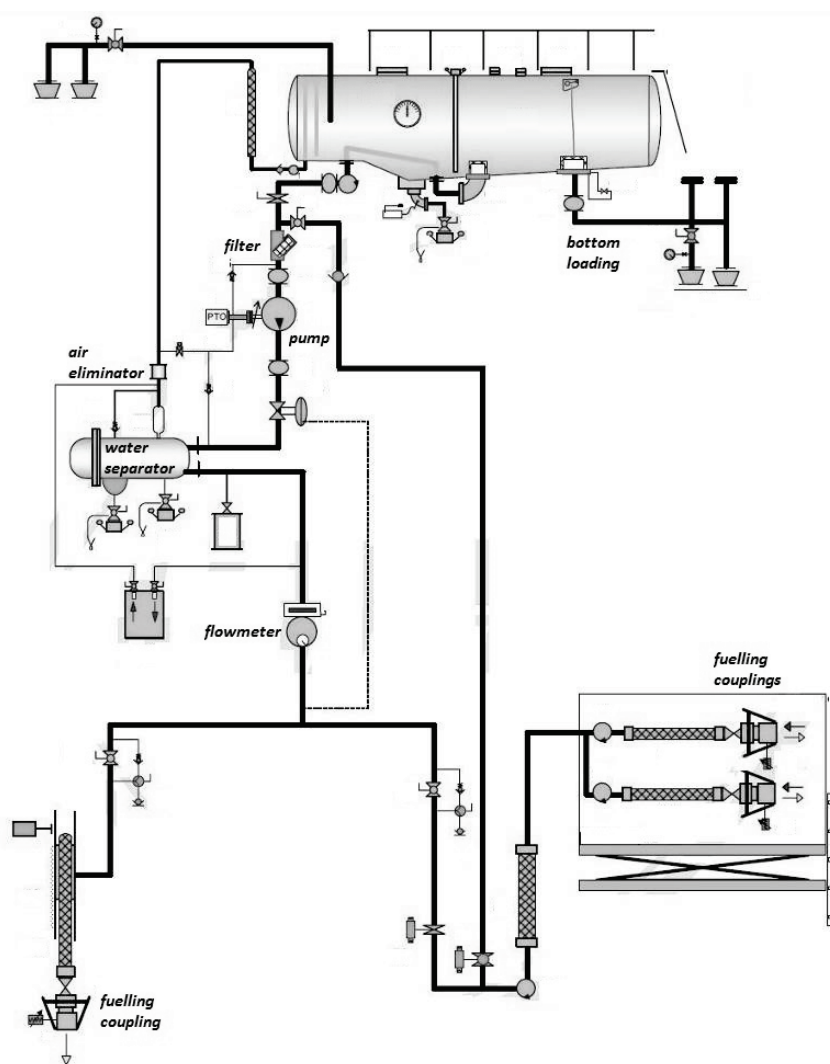 filter
bottom
loading
PTO
pump
air
eliminator
water
separator
flowmeter
fuelling
couplings
fuelling
coupling